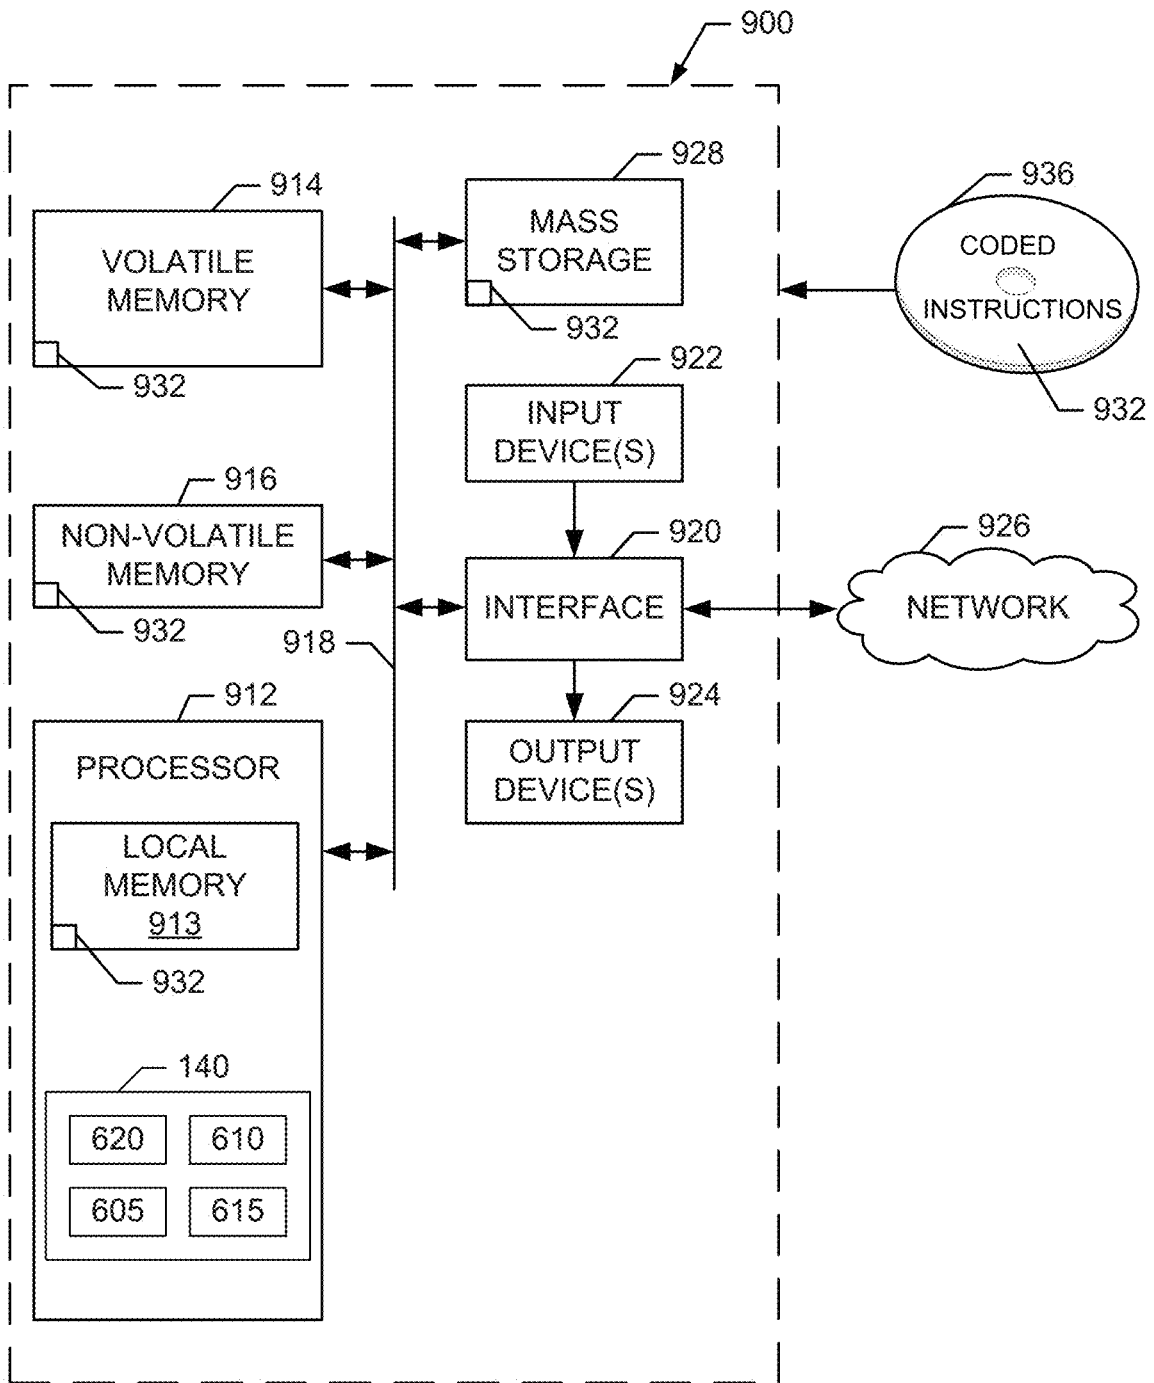 900
928
914
936
MASS
STORAGE
CODED
INSTRUCTIONS
VOLATILE
MEMORY
932
932
922
932
INPUT
DEVICE(S)
916
920
926
NON-VOLATILE
MEMORY
INTERFACE
NETWORK
932
918
912
924
PROCESSOR
OUTPUT
DEVICE(S)
LOCAL
MEMORY
913
932
140
620
610
605
615